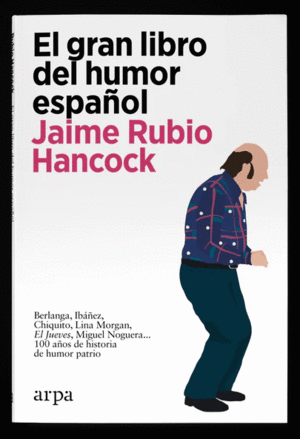 El gran libro
del humor
español
Jaime Rubio
Hancock
Berlanga, Ibáñez,
Chiquito, Lina Morgan,
El Jueves, Miguel Noguera...
100 años de historia
de humor patrio
arpa